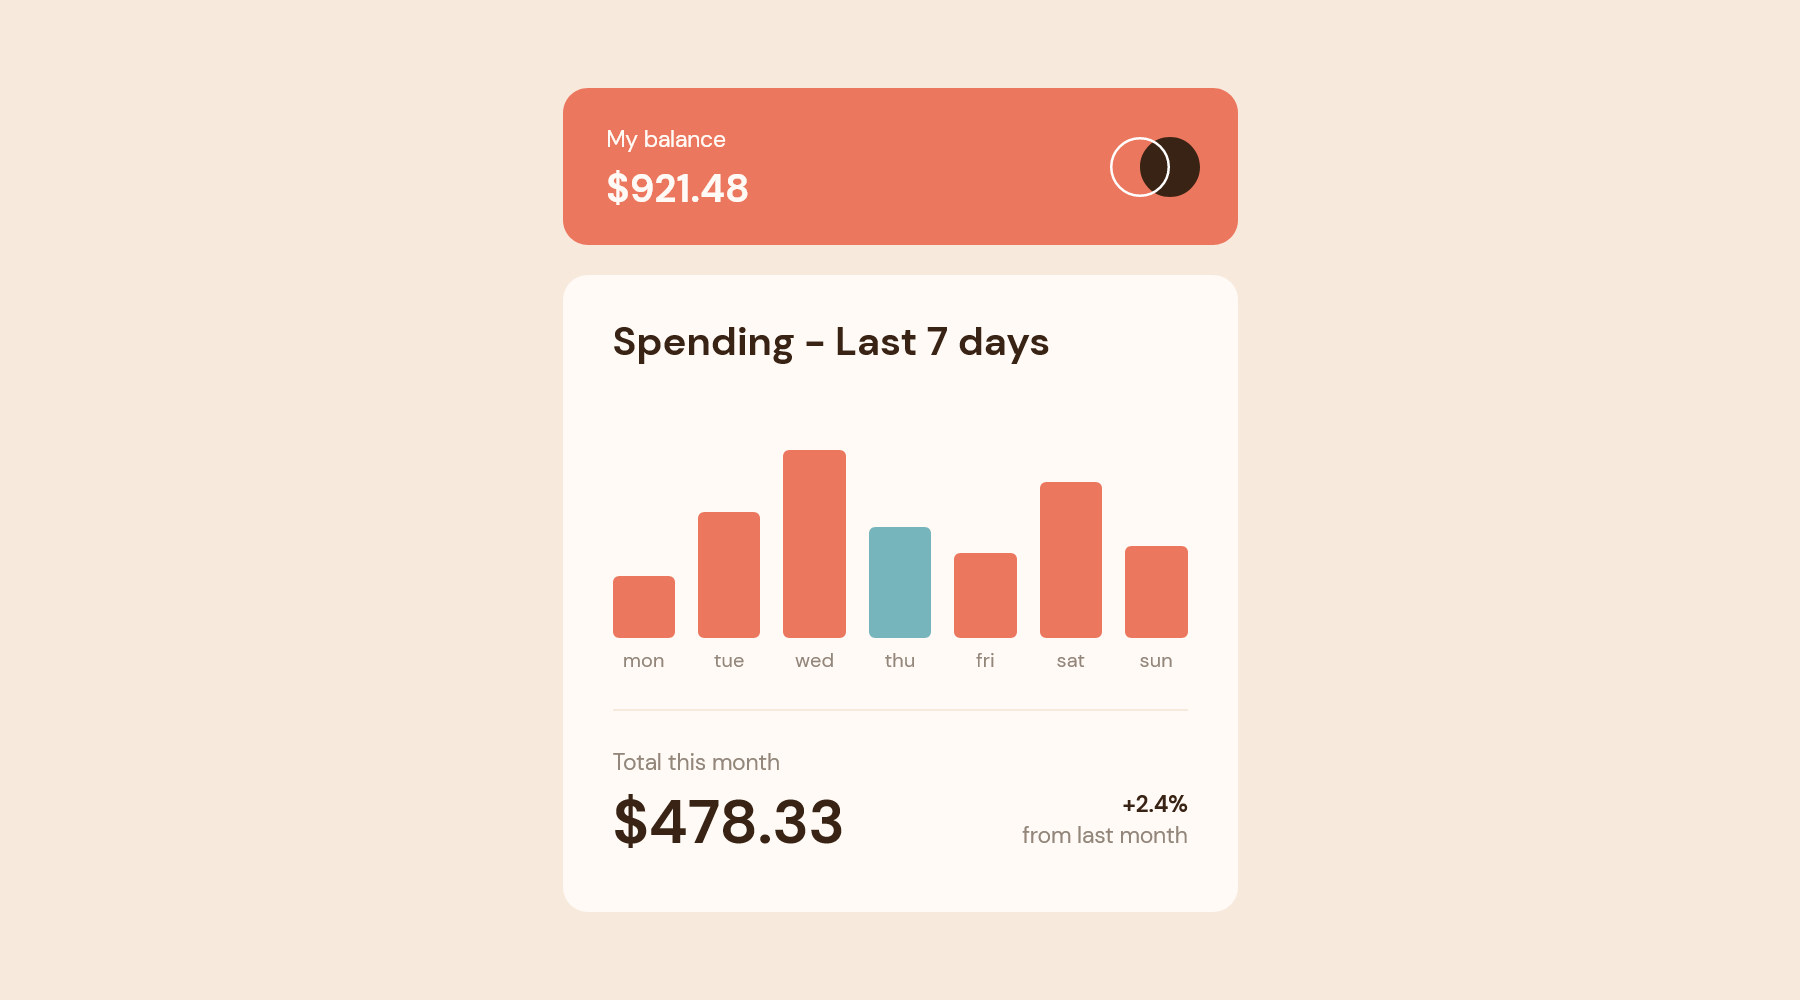 My balance
$921.48
Spending - Last 7 days
mon tue wed thu fri sat sun
Total this month
$478.33
+2.4%
from last month